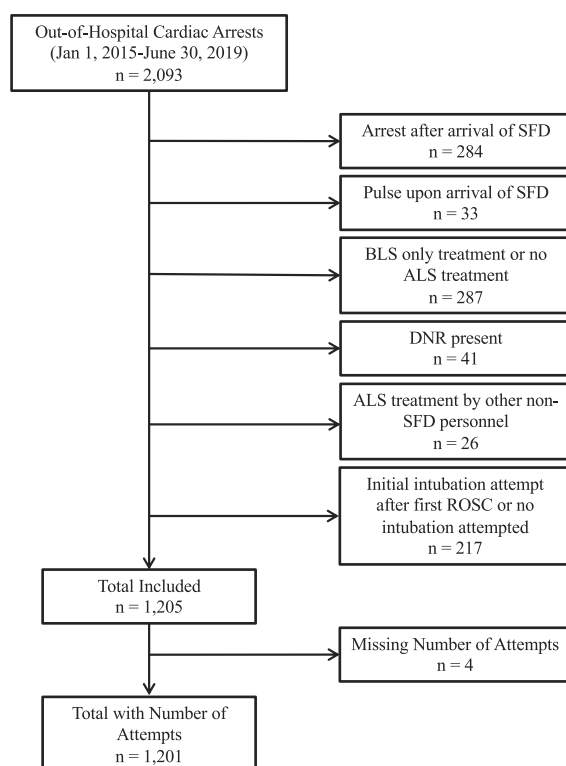 Out-of-Hospital Cardiac Arrests
(Jan 1, 2015-June 30, 2019)
n = 2,093
Arrest after arrival of SFD
n = 284
Pulse upon arrival of SFD
n = 33
BLS only treatment or no
ALS treatment
n = 287
DNR present
n = 41
ALS treatment by other non-
SFD personnel
n = 26
Initial intubation attempt
after first ROSC or no
intubation attempted
n = 217
Total Included
n = 1,205
Missing Number of Attempts
n = 4
Total with Number of
Attempts
n = 1,201